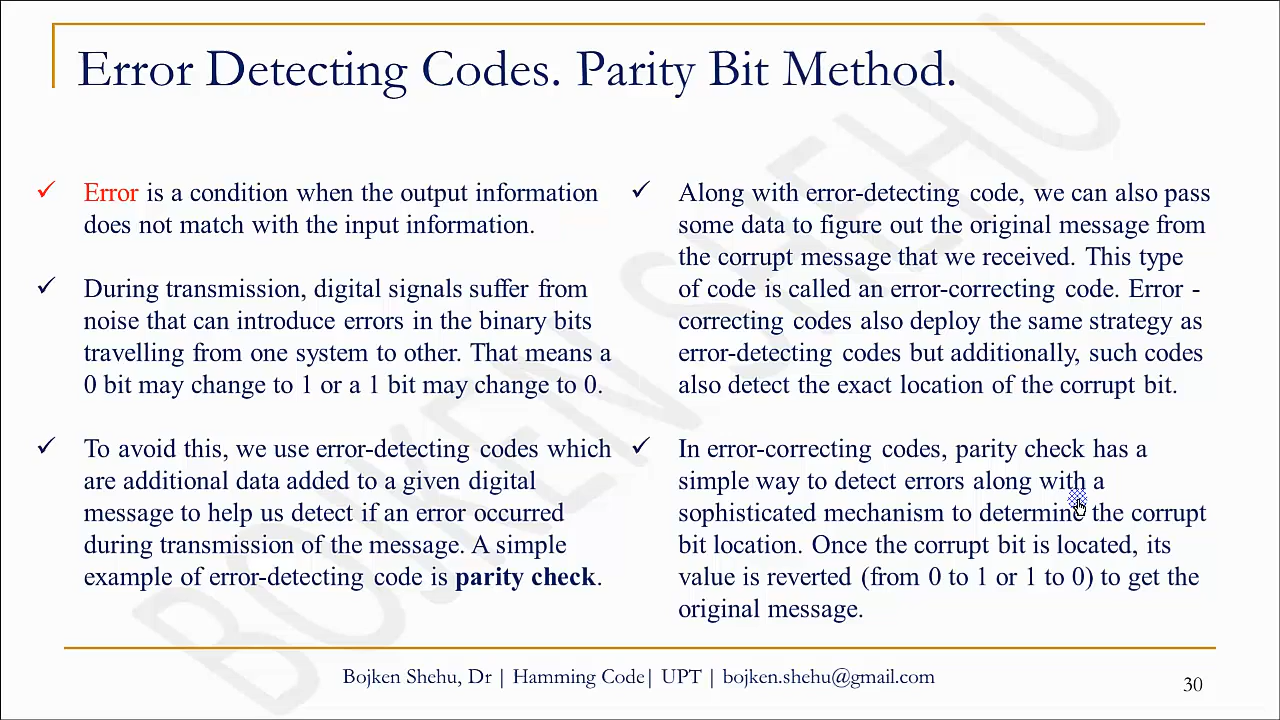 Error Detecting Codes. Parity Bit Method.
✓ Error is a condition when the output information
does not match with the input information.
✓ During transmission, digital signals suffer from
noise that can introduce errors in the binary bits
travelling from one system to other. That means a
0 bit may change to 1 or a 1 bit may change to 0.
✓ To avoid this, we use error-detecting codes which
are additional data added to a given digital
message to help us detect if an error occurred
during transmission of the message. A simple
example of error-detecting code is parity check.
✓ Along with error-detecting code, we can also pass
some data to figure out the original message from
the corrupt message that we received. This type
of code is called an error-correcting code. Error -
correcting codes also deploy the same strategy as
error-detecting codes but additionally, such codes
also detect the exact location of the corrupt bit.
✓ In error-correcting codes, parity check has a
simple way to detect errors along with a
sophisticated mechanism to determine the corrupt
bit location. Once the corrupt bit is located, its
value is reverted (from 0 to 1 or 1 to 0) to get the
original message.
BOJKEN SHEHU
Bojken Shehu, Dr | Hamming Code| UPT | bojken.shehu@gmail.com
30